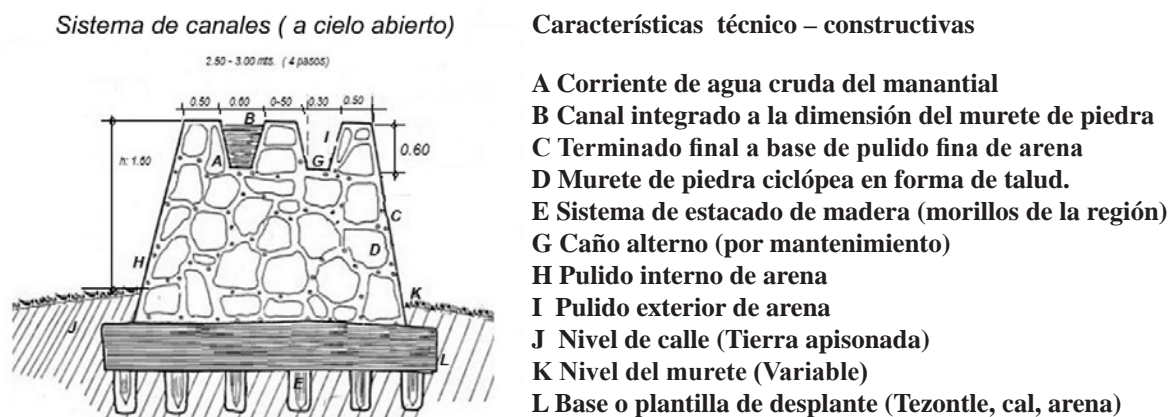 Sistema de canales ( a cielo abierto)
2.50 - 3.00 mts. ( 4 pasos)
0.50 0.60 0-50 0.30 0.50
B
I
A
G
0.60
h: 1.60
C
D
H
K
J
L
E
Características técnico – constructivas
A Corriente de agua cruda del manantial
B Canal integrado a la dimensión del murete de piedra
C Terminado final a base de pulido fina de arena
D Murete de piedra ciclópea en forma de talud.
E Sistema de estacado de madera (morillos de la región)
G Caño alterno (por mantenimiento)
H Pulido interno de arena
I Pulido exterior de arena
J Nivel de calle (Tierra apisonada)
K Nivel del murete (Variable)
L Base o plantilla de desplante (Tezontle, cal, arena)